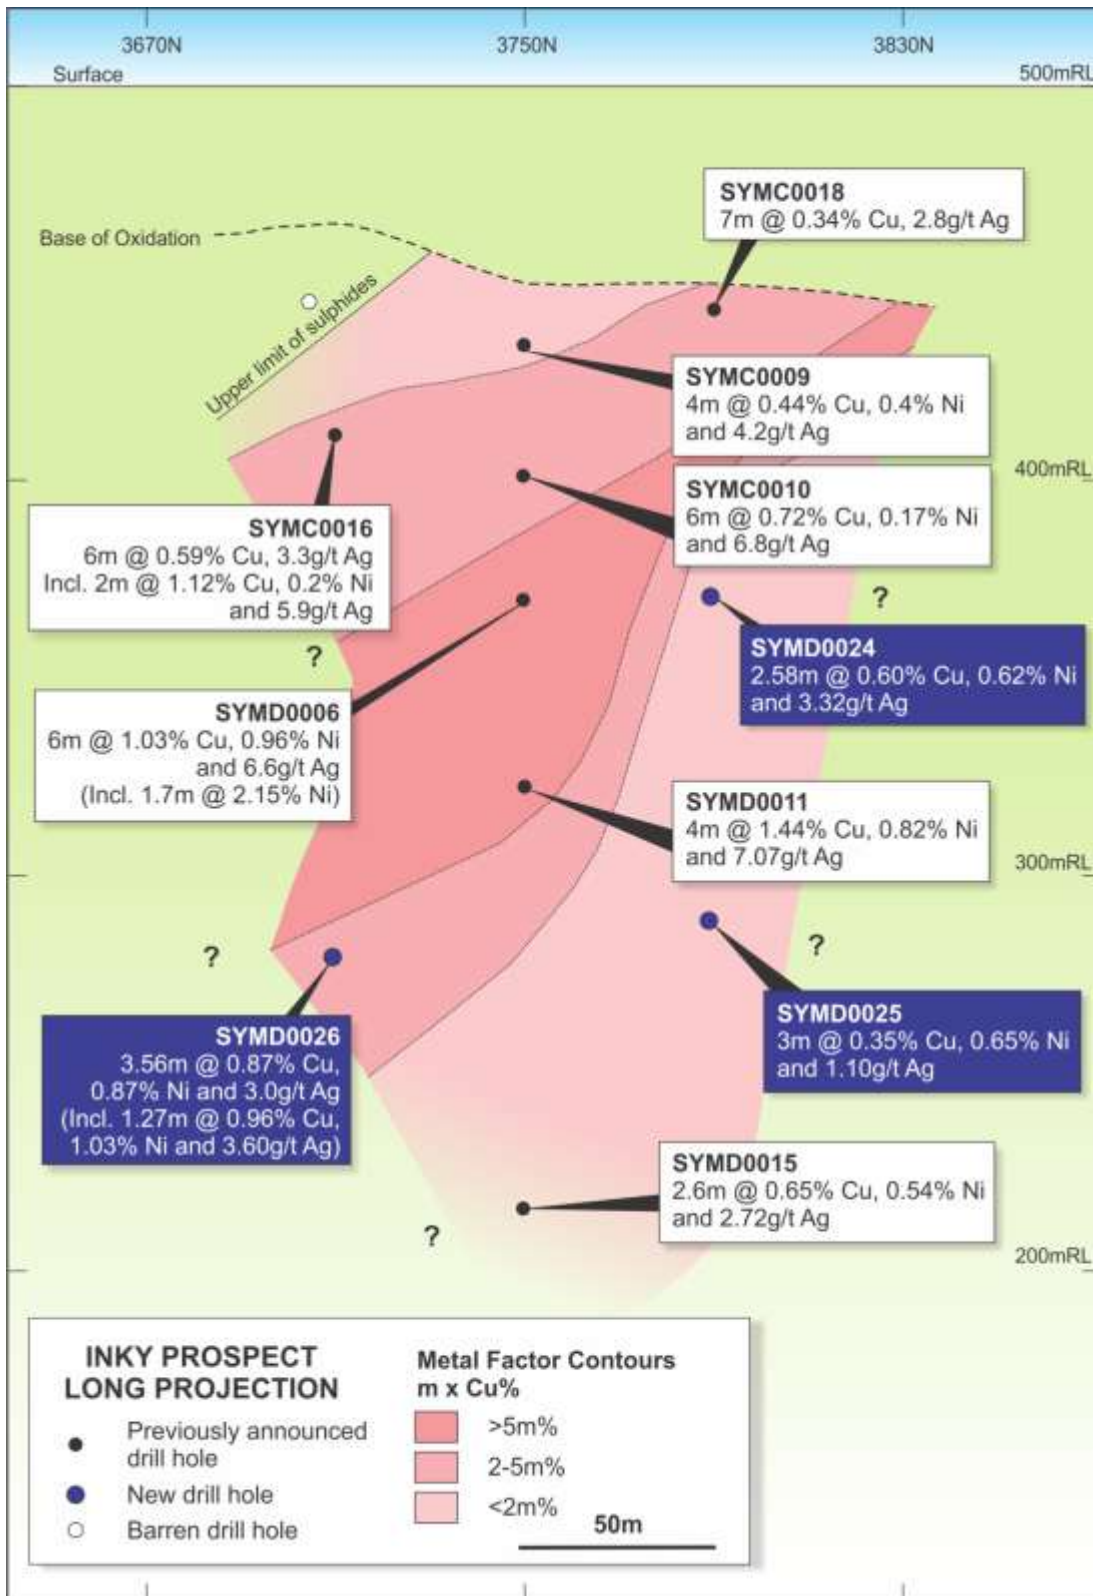 3670N
3750N
3830N
Surface
500mRL
SYMC0018
7m @ 0.34% Cu, 2.8g/t Ag
Base of Oxidation
Upper limit of sulphides
SYMC0009
4m @ 0.44% Cu, 0.4% Ni
and 4.2g/t Ag
400mRL
SYMC0010
6m @ 0.72% Cu, 0.17% Ni
and 6.8g/t Ag
SYMC0016
6m @ 0.59% Cu, 3.3g/t Ag
Incl. 2m @ 1.12% Cu, 0.2% Ni
and 5.9g/t Ag
?
?
SYMD0024
2.58m @ 0.60% Cu, 0.62% Ni
and 3.32g/t Ag
SYMD0006
6m @ 1.03% Cu, 0.96% Ni
and 6.6g/t Ag
(Incl. 1.7m @ 2.15% Ni)
SYMD0011
4m @ 1.44% Cu, 0.82% Ni
and 7.07g/t Ag
300mRL
?
?
SYMD0025
3m @ 0.35% Cu, 0.65% Ni
and 1.10g/t Ag
SYMD0026
3.56m @ 0.87% Cu,
0.87% Ni and 3.0g/t Ag
(Incl. 1.27m @ 0.96% Cu,
1.03% Ni and 3.60g/t Ag)
SYMD0015
2.6m @ 0.65% Cu, 0.54% Ni
and 2.72g/t Ag
?
200mRL
INKY PROSPECT
LONG PROJECTION
Previously announced
drill hole
New drill hole
Barren drill hole
Metal Factor Contours
m x Cu%
>5m%
2-5m%
<2m%
50m